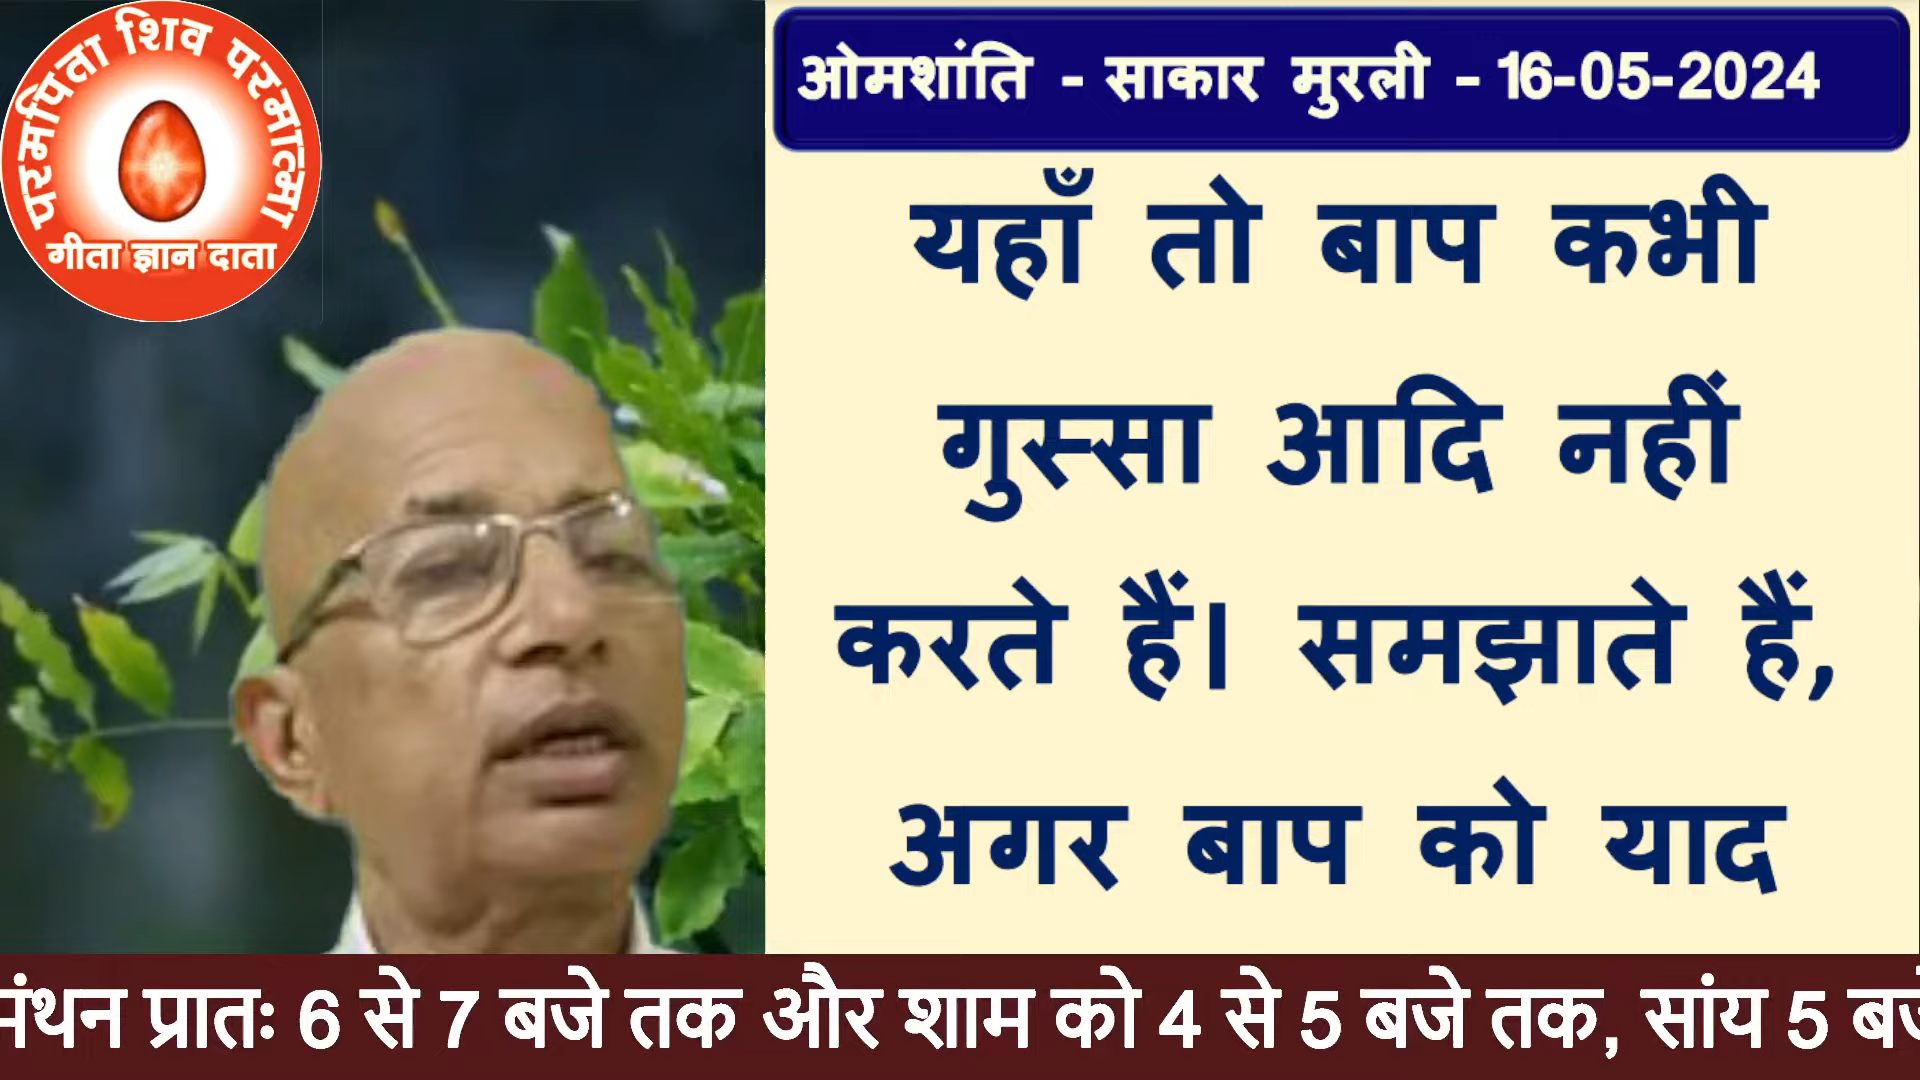 परमपिता शिव परमात्मा
गीता ज्ञान दाता
ओमशांति - साकार मुरली - 16-05-2024
यहाँ तो बाप कभी
गुस्सा आदि नहीं
करते हैं। समझाते हैं,
अगर बाप को याद
मंथन प्रातः 6 से 7 बजे तक और शाम को 4 से 5 बजे तक, सांय 5